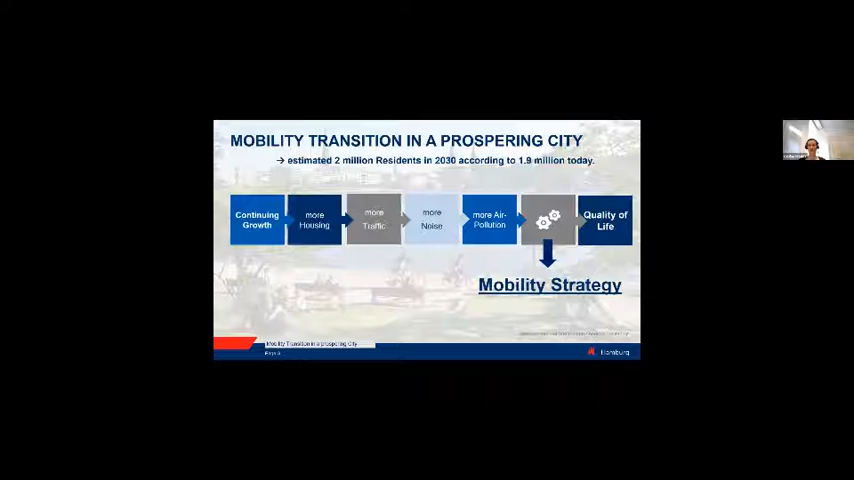 MOBILITY TRANSITION IN A PROSPERING CITY
→ estimated 2 million Residents in 2030 according to 1.9 million today.
Continuing
Growth
more
Housing
more
Traffic
more
Noise
more Air-
Pollution
Quality of
Life
Mobility Strategy
Mobility Transition in a prospering City
Hamburg